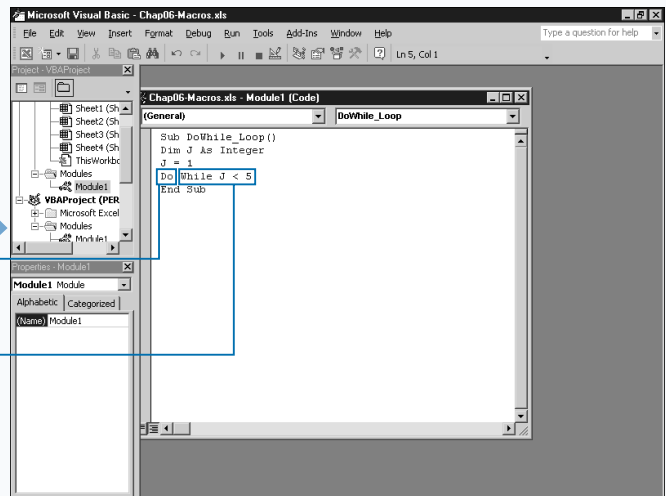 Microsoft Visual Basic - Chap06-Macros.xls
File Edit View Insert Format Debug Run Tools Add-Ins Window Help
Type a question for help
Ln 5, Col 1
Project - VBAProject
Sheet1 (Sh
Sheet2 (Sh
Sheet3 (Sh
Sheet4 (Sh
ThisWorkbo
Modules
Module1
VBAProject (PER
Microsoft Excel
Modules
Module1
Chap06-Macros.xls - Module1 (Code)
(General)
DoWhile_Loop
Sub DoWhile_Loop()
Dim J As Integer
J = 1
Do While J < 5
End Sub
Properties - Module1
Module1 Module
Alphabetic Categorized
(Name) Module1